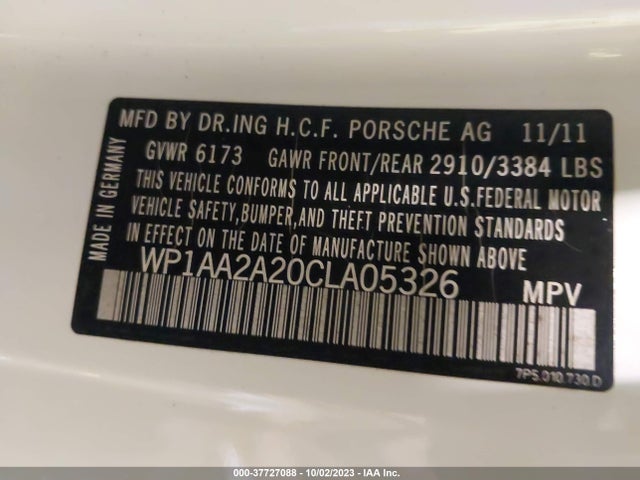 MFD BY DR.ING H.C.F. PORSCHE AG 11/11
GVWR 6173 GAWR FRONT/REAR 2910/3384 LBS
THIS VEHICLE CONFORMS TO ALL APPLICABLE U.S.FEDERAL MOTOR
VEHICLE SAFETY,BUMPER,AND THEFT PREVENTION STANDARDS
IN EFFECT ON THE DATE OF MANUFACTURE SHOWN ABOVE
WP1AA2A20CLA05326 MPV
MADE IN GERMANY
7P5.010.730.D
000-37727088 - 10/02/2023 - IAA Inc.